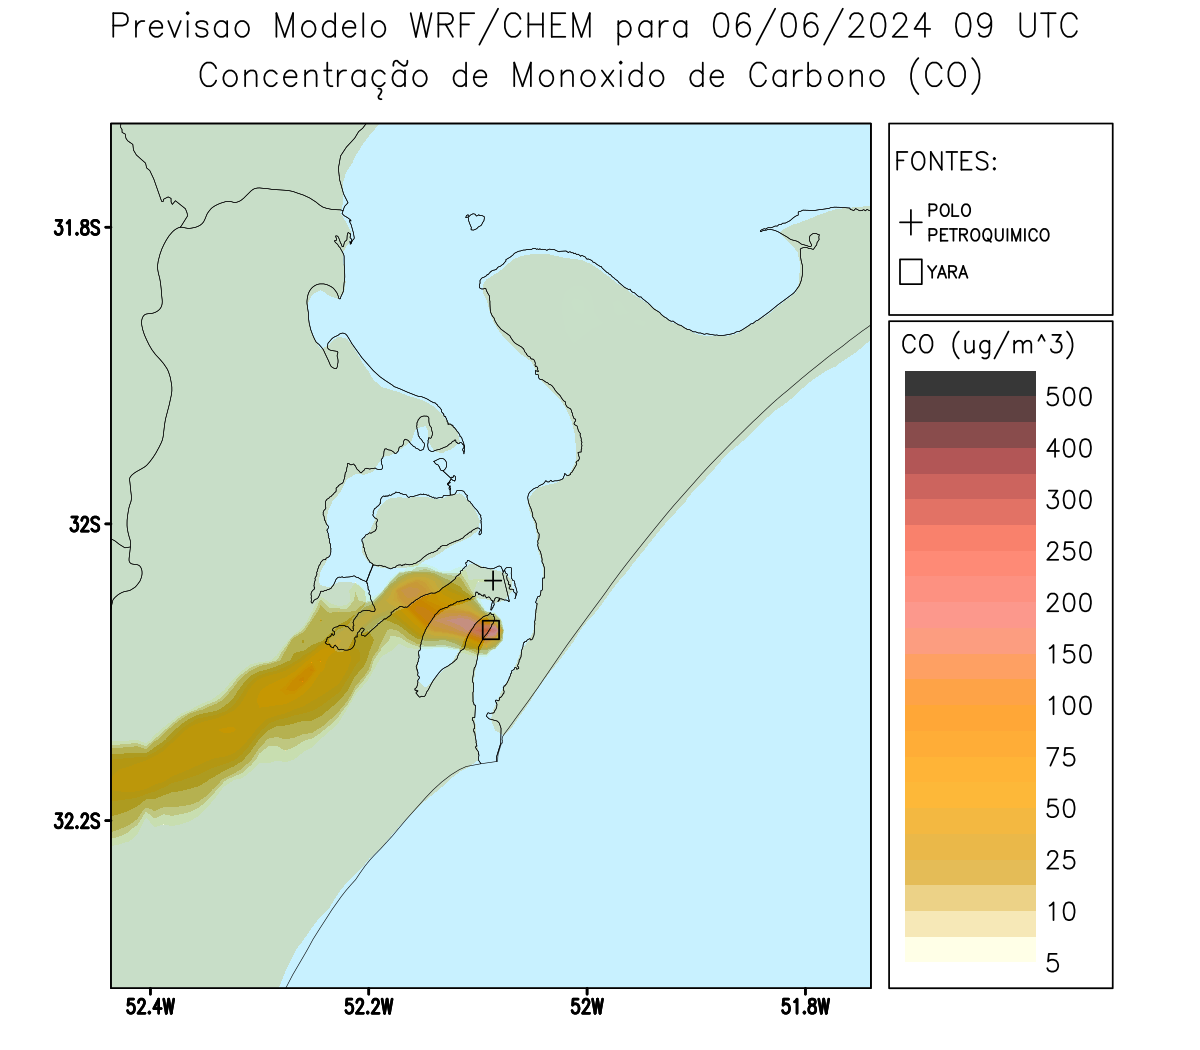 Previsao Modelo WRF/CHEM para 06/06/2024 09 UTC
Concentração de Monoxido de Carbono (CO)
FONTES:
POLO
PETROQUIMICO
YARA
CO (ug/m^3)
500
400
300
250
200
150
100
75
50
25
10
5
31.8S
32S
32.2S
52.4W
52.2W
52W
51.8W